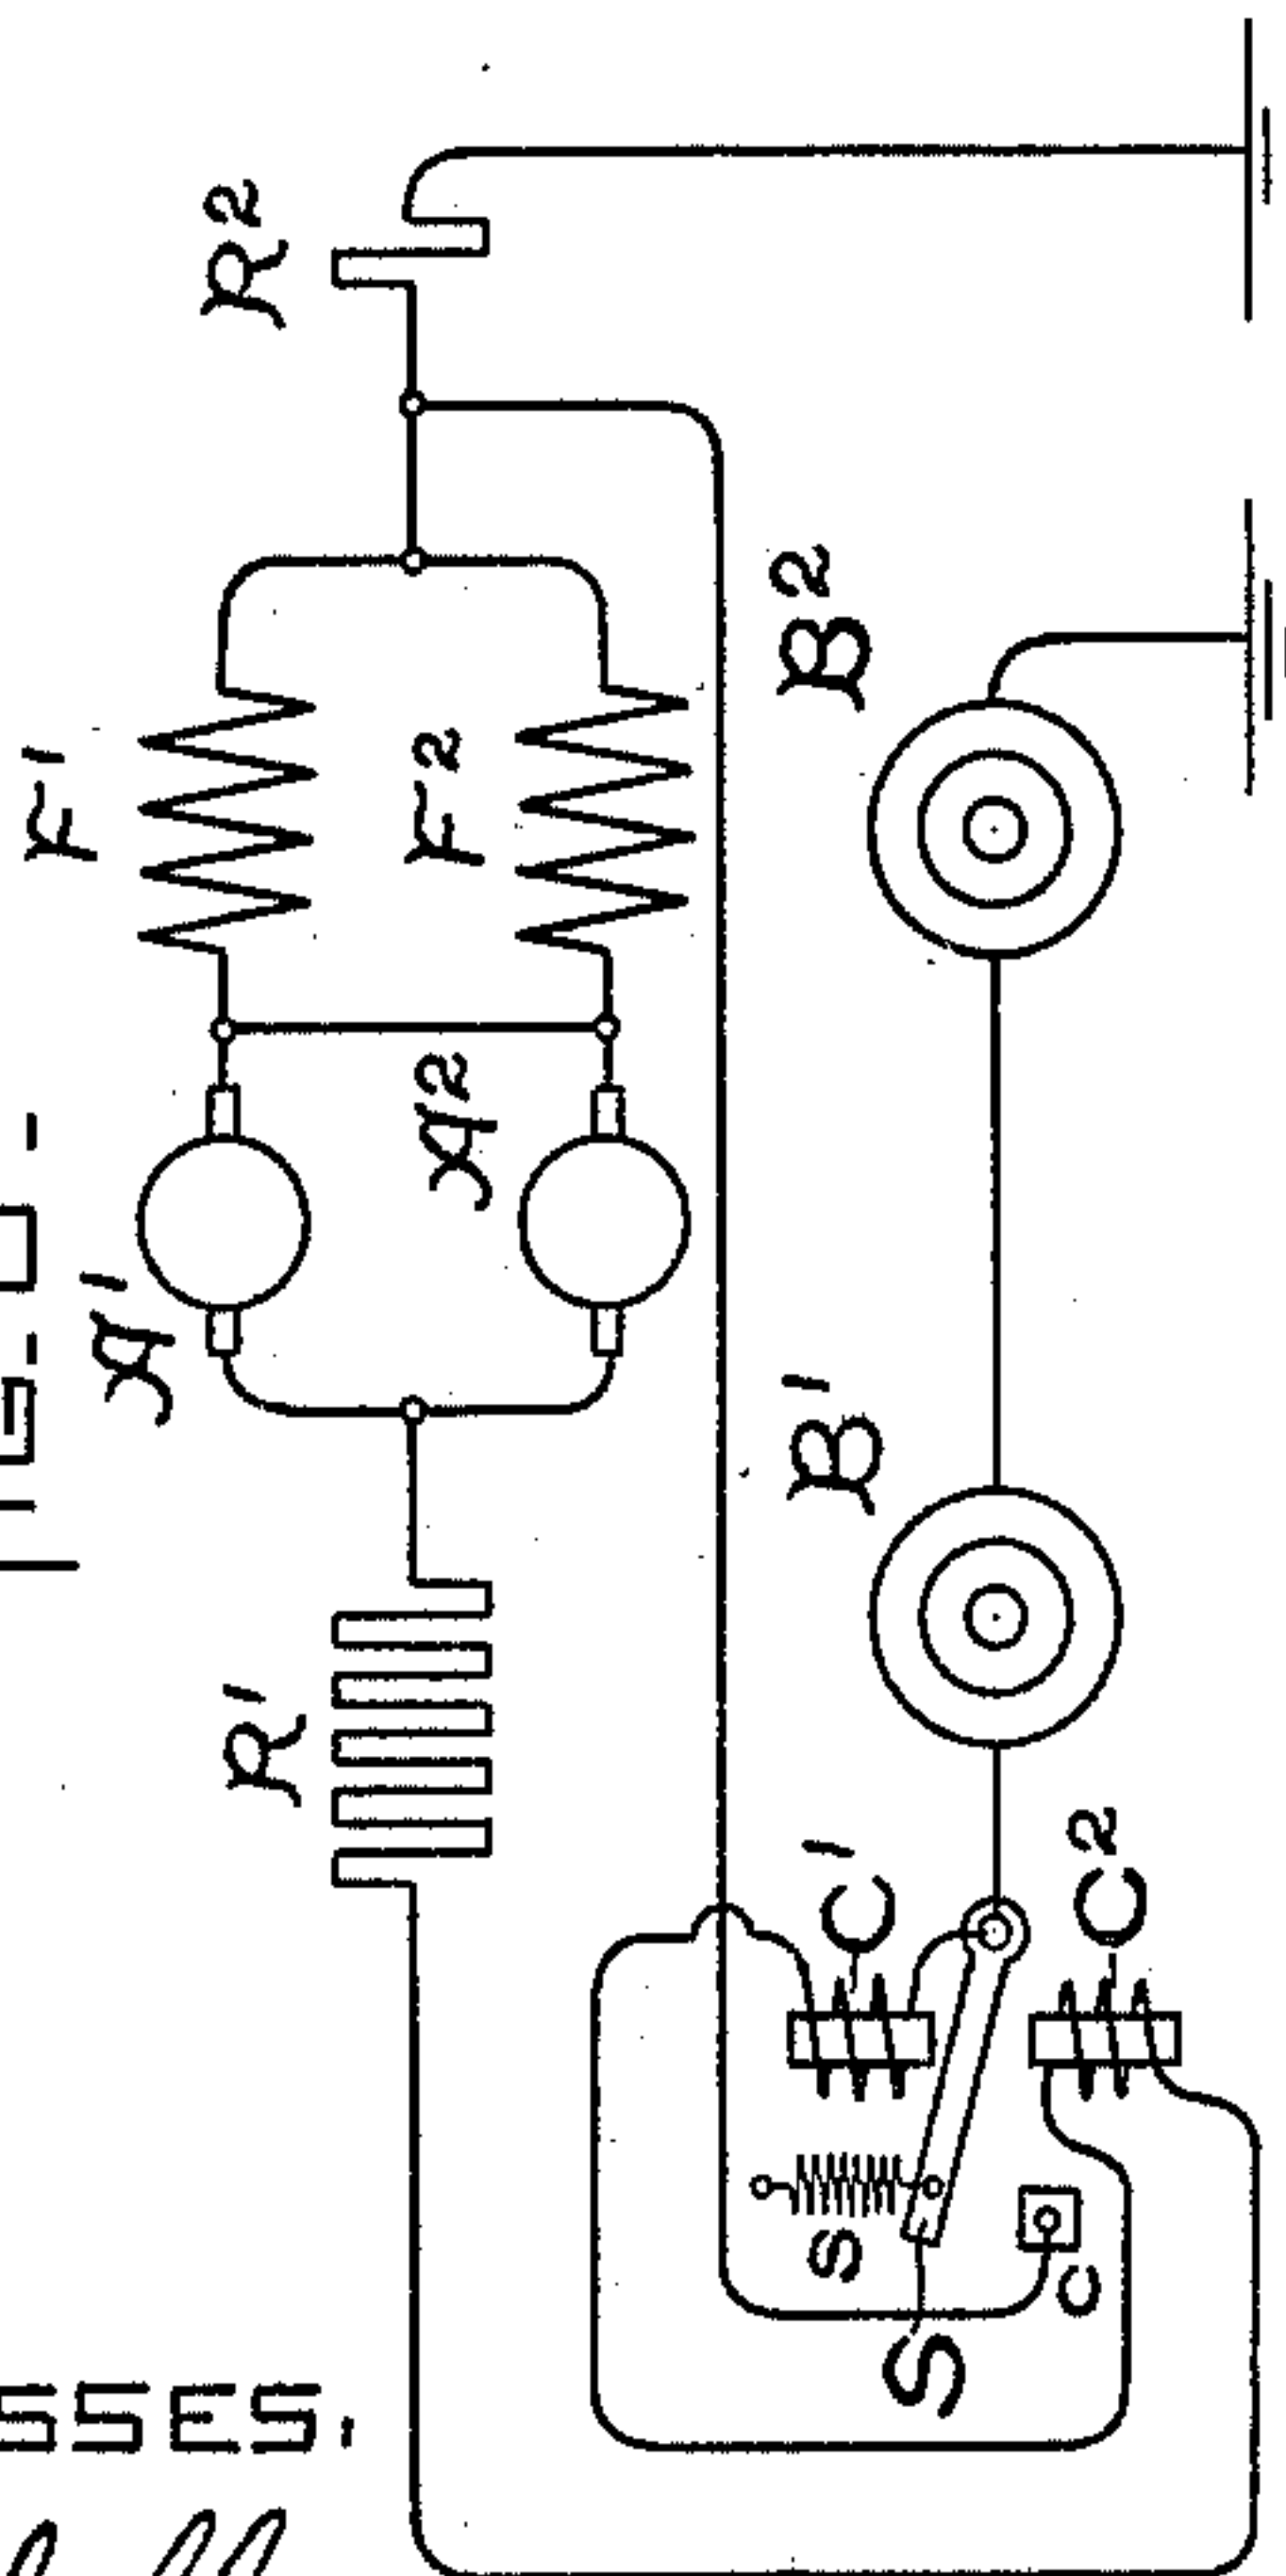 F¹
F²
R²
A¹
A²
B²
R¹
B¹
C¹
C²
s
S
c
SSES,